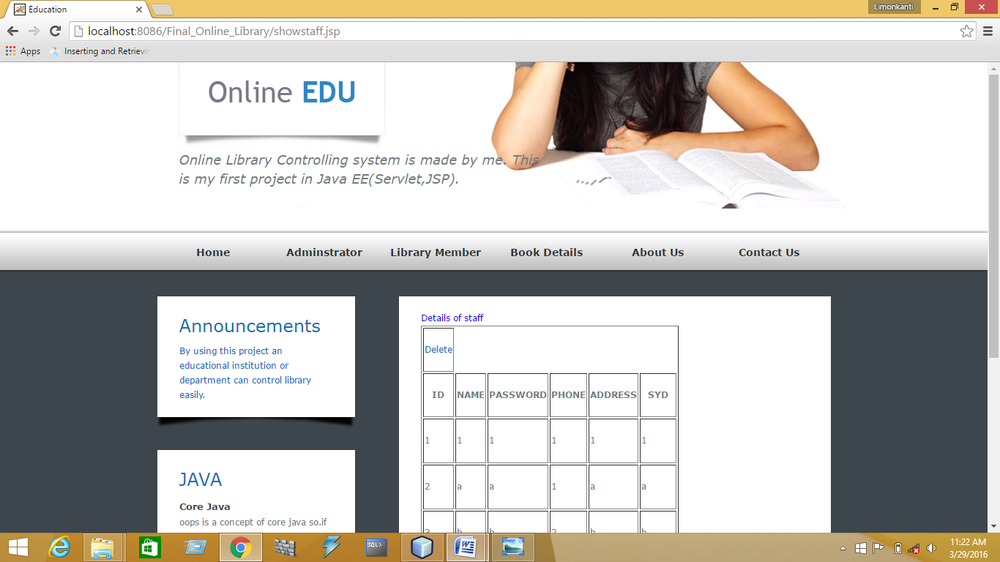 Education
Limonkanti
localhost:8086/Final_Online_Library/showstaff.jsp
Apps Inserting and Retrievin
Online EDU
Online Library Controlling system is made by me. This
is my first project in Java EE(Servlet,JSP).
Home Adminstrator Library Member Book Details About Us Contact Us
Announcements
By using this project an
educational institution or
department can control library
easily.
JAVA
Core Java
oops is a concept of core java so.if
Details of staff
Delete
ID NAME PASSWORD PHONE ADDRESS SYD
1 1 1 1 1 1
2 a a 1 a a
3 b b 2 b b
SQL>
11:22 AM
3/29/2016